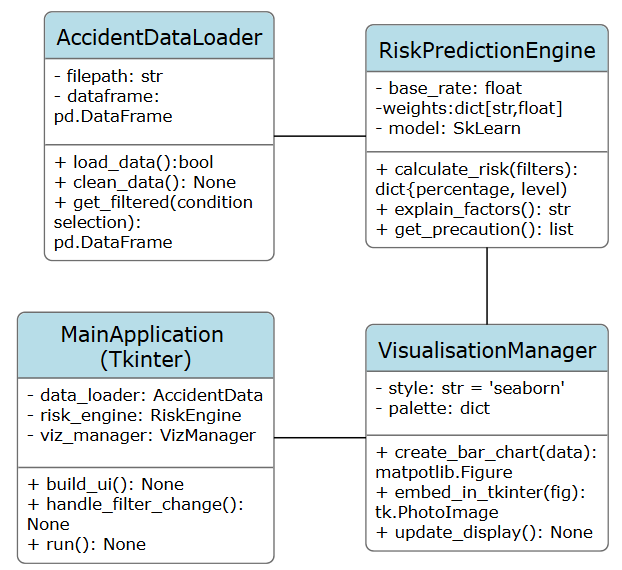 AccidentDataLoader
- filepath: str
- dataframe:
pd.DataFrame
+ load_data():bool
+ clean_data(): None
+ get_filtered(condition
selection):
pd.DataFrame
RiskPredictionEngine
- base_rate: float
-weights:dict[str,float]
- model: SkLearn
+ calculate_risk(filters):
dict{percentage, level)
+ explain_factors(): str
+ get_precaution(): list
MainApplication
(Tkinter)
- data_loader: AccidentData
- risk_engine: RiskEngine
- viz_manager: VizManager
+ build_ui(): None
+ handle_filter_change():
None
+ run(): None
VisualisationManager
- style: str = 'seaborn'
- palette: dict
+ create_bar_chart(data):
matpotlib.Figure
+ embed_in_tkinter(fig):
tk.PhotoImage
+ update_display(): None